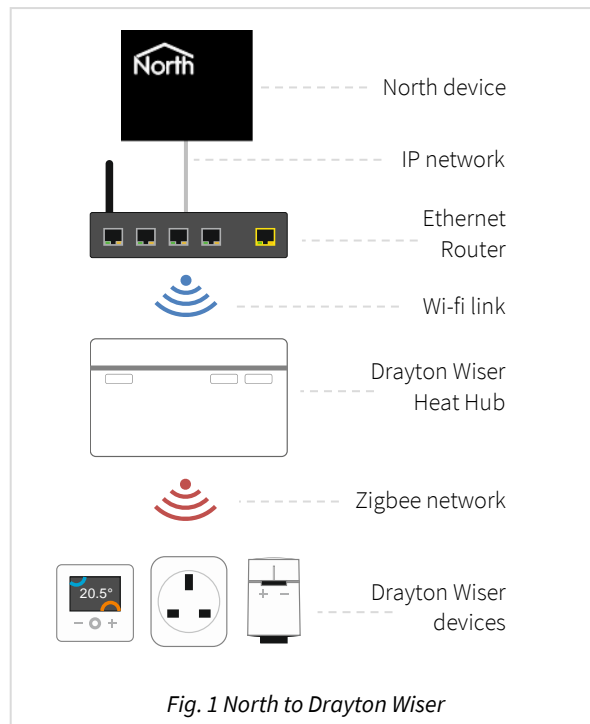 North
North device
IP network
Ethernet
Router
Wi-fi link
Drayton Wiser
Heat Hub
Zigbee network
20.5°
− +
+ −
Drayton Wiser
devices
Fig. 1 North to Drayton Wiser